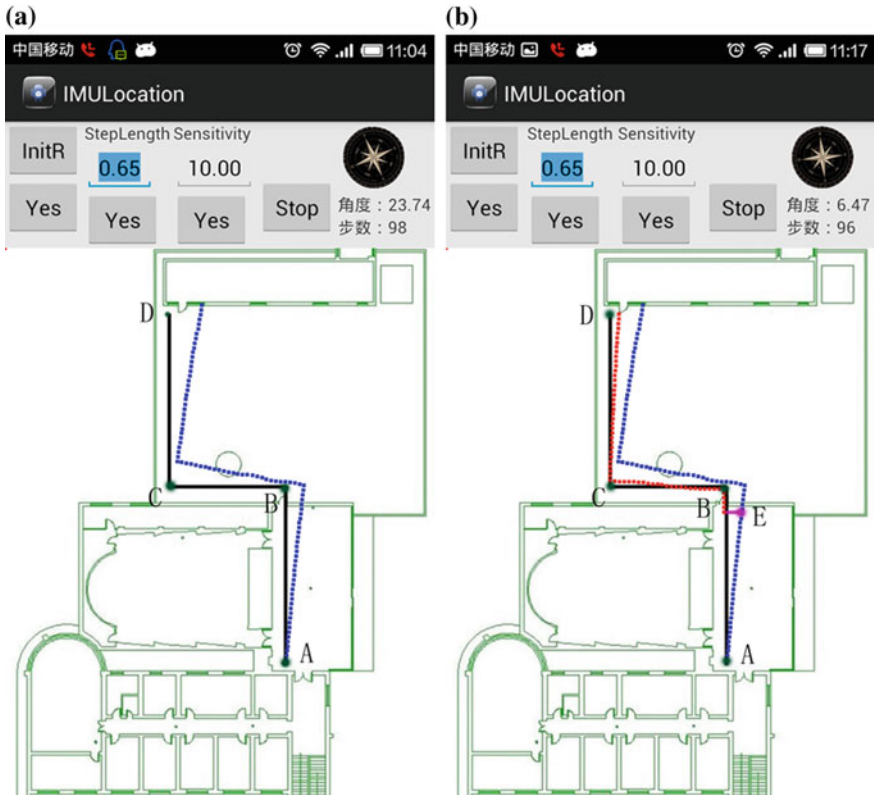 (a)
中国移动 11:04
IMULocation
InitR StepLength Sensitivity
0.65 10.00
Yes Yes Yes Stop 角度：23.74
步数：98
D
C
B
A
(b)
中国移动 11:17
IMULocation
InitR StepLength Sensitivity
0.65 10.00
Yes Yes Yes Stop 角度：6.47
步数：96
D
C
B
E
A